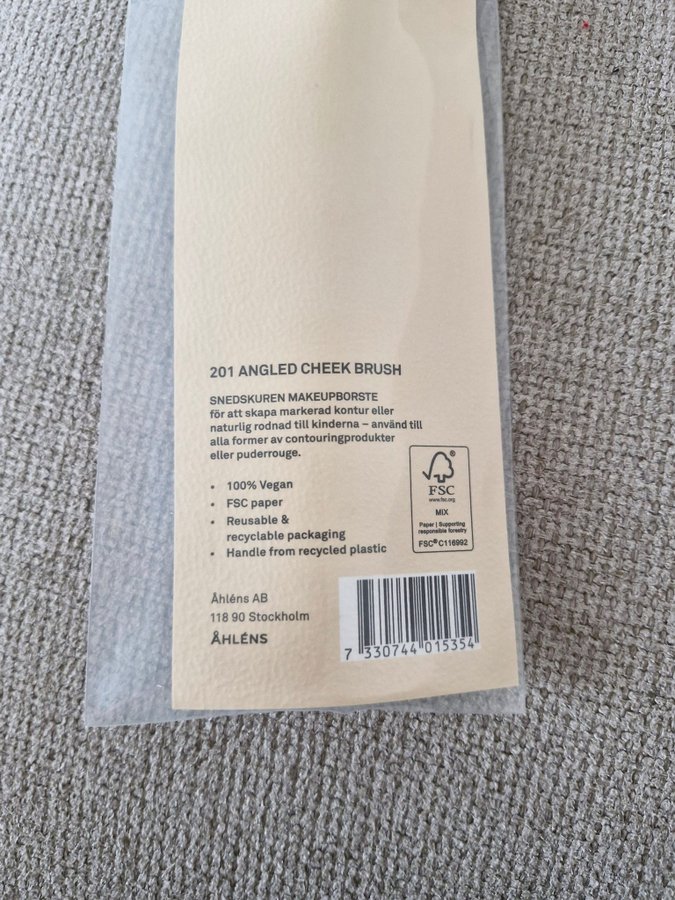 201 ANGLED CHEEK BRUSH
SNEDSKUREN MAKEUPBORSTE
för att skapa markerad kontur eller
naturlig rodnad till kinderna – använd till
alla former av contouringprodukter
eller puderrouge.
• 100% Vegan
• FSC paper
• Reusable &
recyclable packaging
• Handle from recycled plastic
FSC
www.fsc.org
MIX
Paper | Supporting
responsible forestry
FSC® C116992
Åhléns AB
118 90 Stockholm
ÅHLÉNS
7 330744 015354